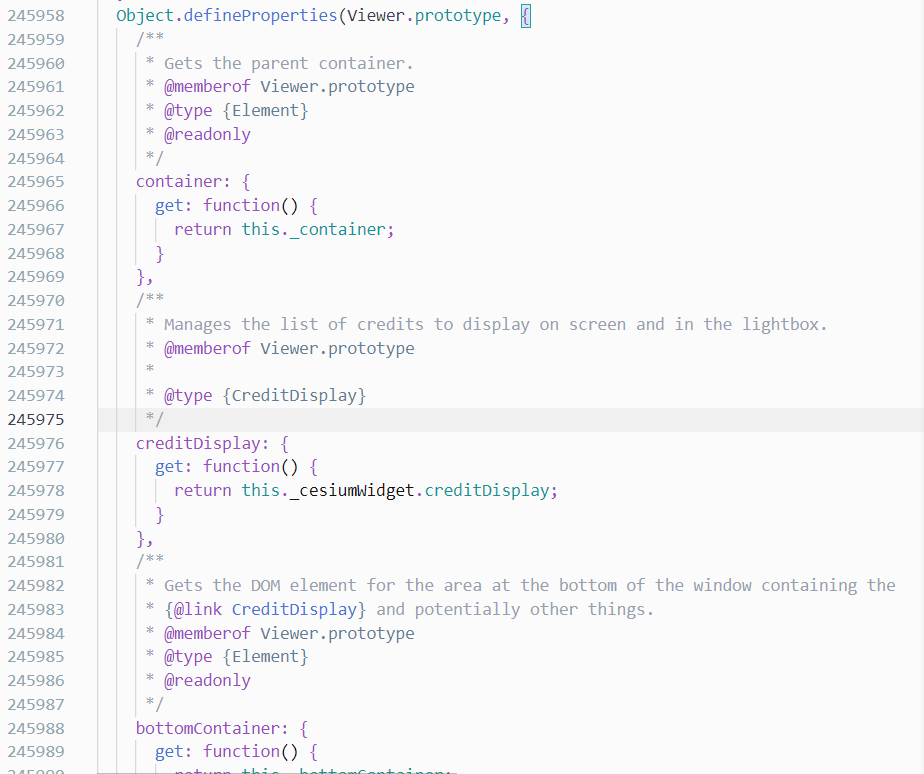 245958 Object.defineProperties(Viewer.prototype, {
245959 /**
245960 * Gets the parent container.
245961 * @memberof Viewer.prototype
245962 * @type {Element}
245963 * @readonly
245964 */
245965 container: {
245966 get: function() {
245967 return this._container;
245968 }
245969 },
245970 /**
245971 * Manages the list of credits to display on screen and in the lightbox.
245972 * @memberof Viewer.prototype
245973 *
245974 * @type {CreditDisplay}
245975 */
245976 creditDisplay: {
245977 get: function() {
245978 return this._cesiumWidget.creditDisplay;
245979 }
245980 },
245981 /**
245982 * Gets the DOM element for the area at the bottom of the window containing the
245983 * {@link CreditDisplay} and potentially other things.
245984 * @memberof Viewer.prototype
245985 * @type {Element}
245986 * @readonly
245987 */
245988 bottomContainer: {
245989 get: function() {
245990 return this._bottomContainer;